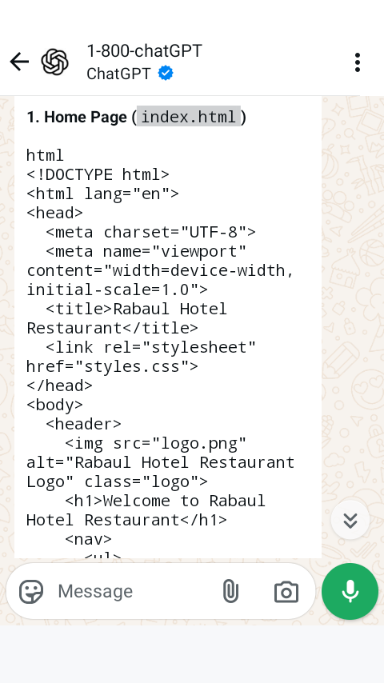 1-800-chatGPT
ChatGPT
1. Home Page (index.html)
html
<!DOCTYPE html>
<html lang="en">
<head>
<meta charset="UTF-8">
<meta name="viewport"
content="width=device-width,
initial-scale=1.0">
<title>Rabaul Hotel
Restaurant</title>
<link rel="stylesheet"
href="styles.css">
</head>
<body>
<header>
<img src="logo.png"
alt="Rabaul Hotel Restaurant
Logo" class="logo">
<h1>Welcome to Rabaul
Hotel Restaurant</h1>
<nav>
<ul>
Message